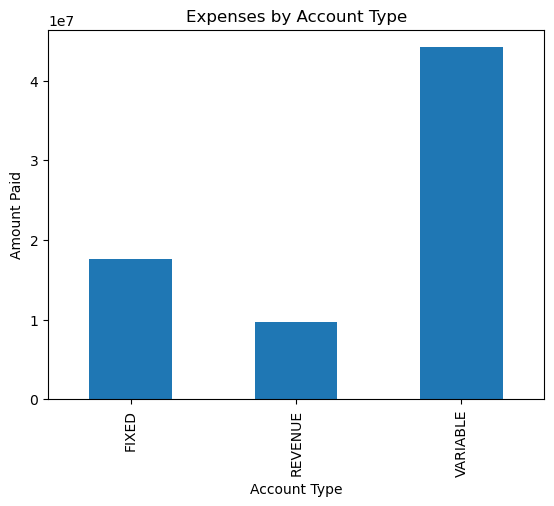 Expenses by Account Type
1e7
4
3
2
1
0
Amount Paid
FIXED
REVENUE
VARIABLE
Account Type